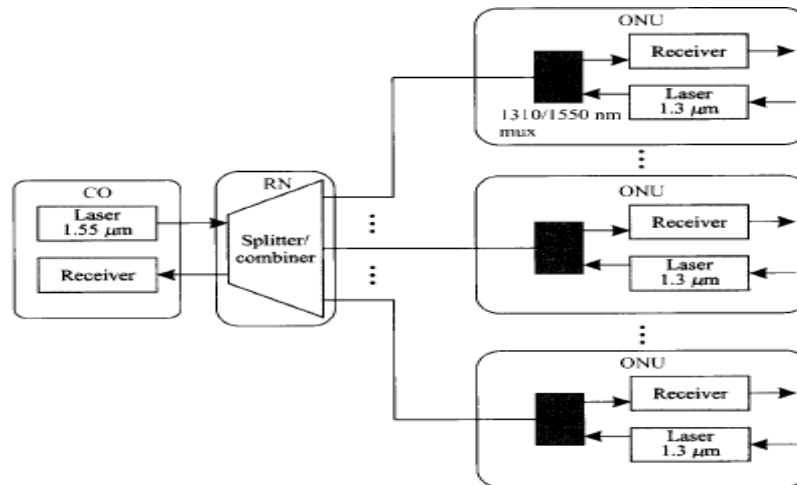 CO
Laser
1.55 μm
Receiver
RN
Splitter/
combiner
ONU
Receiver
Laser
1.3 μm
1310/1550 nm
mux
ONU
Receiver
Laser
1.3 μm
ONU
Receiver
Laser
1.3 μm